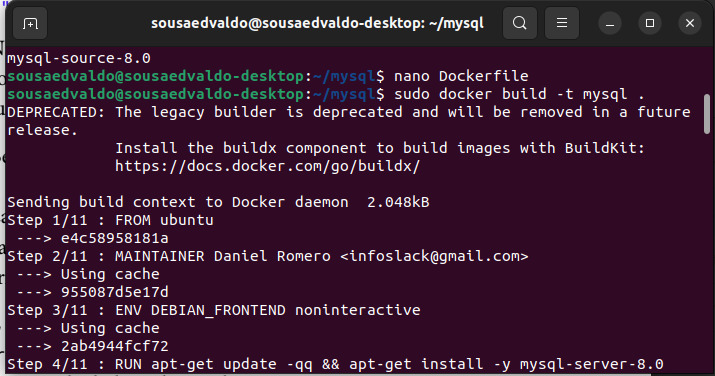 sousaedvaldo@sousaedvaldo-desktop: ~/mysql
mysql-source-8.0
sousaedvaldo@sousaedvaldo-desktop:~/mysql$ nano Dockerfile
sousaedvaldo@sousaedvaldo-desktop:~/mysql$ sudo docker build -t mysql .
DEPRECATED: The legacy builder is deprecated and will be removed in a future
release.
            Install the buildx component to build images with BuildKit:
            https://docs.docker.com/go/buildx/

Sending build context to Docker daemon  2.048kB
Step 1/11 : FROM ubuntu
 ---> e4c58958181a
Step 2/11 : MAINTAINER Daniel Romero <infoslack@gmail.com>
 ---> Using cache
 ---> 955087d5e17d
Step 3/11 : ENV DEBIAN_FRONTEND noninteractive
 ---> Using cache
 ---> 2ab4944fcf72
Step 4/11 : RUN apt-get update -qq && apt-get install -y mysql-server-8.0